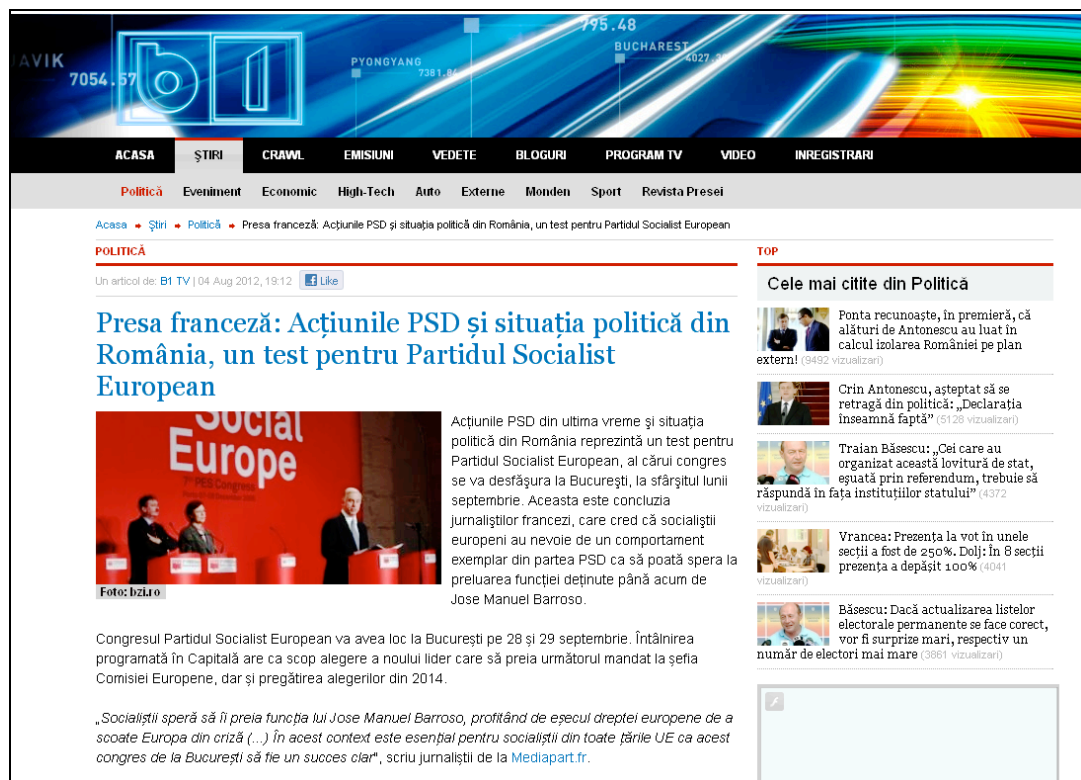 AVIK
7054.57
b1
PYONGYANG
7381.84
795.48
BUCHAREST
ACASA ŞTIRI CRAWL EMISIUNI VEDETE BLOGURI PROGRAM TV VIDEO INREGISTRARI
Politică Eveniment Economic High-Tech Auto Externe Monden Sport Revista Presei
Acasa Ştiri Politică Presa franceză: Acţiunile PSD şi situaţia politică din România, un test pentru Partidul Socialist European
POLITICĂ
Un articol de: B1 TV | 04 Aug 2012, 19:12 Like
Presa franceză: Acţiunile PSD şi situaţia politică din
România, un test pentru Partidul Socialist
European
Social
Europe
7th PES Congress
Foto: bzi.ro
Acţiunile PSD din ultima vreme şi situaţia
politică din România reprezintă un test pentru
Partidul Socialist European, al cărui congres
se va desfăşura la Bucureşti, la sfârşitul lunii
septembrie. Aceasta este concluzia
jurnaliştilor francezi, care cred că socialiştii
europeni au nevoie de un comportament
exemplar din partea PSD ca să poată spera la
preluarea funcţiei deţinute până acum de
Jose Manuel Barroso.
Congresul Partidul Socialist European va avea loc la Bucureşti pe 28 şi 29 septembrie. Întâlnirea
programată în Capitală are ca scop alegere a noului lider care să preia următorul mandat la şefia
Comisiei Europene, dar şi pregătirea alegerilor din 2014.
„Socialiştii speră să îi preia funcţia lui Jose Manuel Barroso, profitând de eşecul dreptei europene de a
scoate Europa din criză (...) În acest context este esenţial pentru socialiştii din toate ţările UE ca acest
congres de la Bucureşti să fie un succes clar", scriu jurnaliştii de la Mediapart.fr.
TOP
Cele mai citite din Politică
Ponta recunoaşte, în premieră, că
alături de Antonescu au luat în
calcul izolarea României pe plan
extern! (9492 vizualizari)
Crin Antonescu, aşteptat să se
retragă din politică: „Declaraţia
înseamnă faptă” (5128 vizualizari)
Traian Băsescu: „Cei care au
organizat această lovitură de stat,
eşuată prin referendum, trebuie să
răspundă în faţa instituţiilor statului” (4372
vizualizari)
Vrancea: Prezenţa la vot în unele
secţii a fost de 250%. Dolj: În 8 secţii
prezenţa a depăşit 100% (4041
vizualizari)
Băsescu: Dacă actualizarea listelor
electorale permanente se face corect,
vor fi surprize mari, respectiv un
număr de electori mai mare (3861 vizualizari)